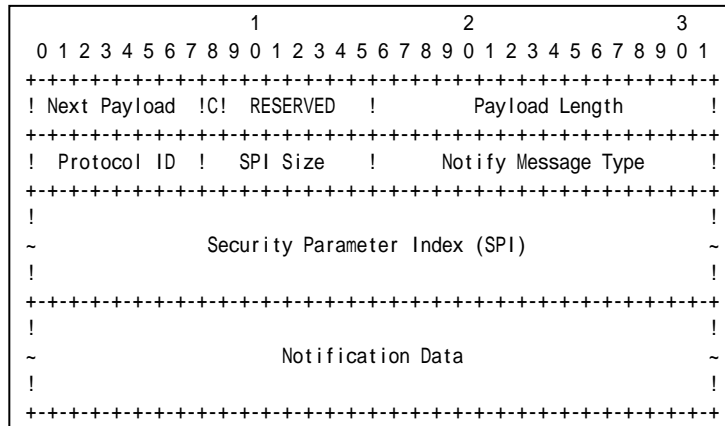 1                   2                   3
 0 1 2 3 4 5 6 7 8 9 0 1 2 3 4 5 6 7 8 9 0 1 2 3 4 5 6 7 8 9 0 1
+-+-+-+-+-+-+-+-+-+-+-+-+-+-+-+-+-+-+-+-+-+-+-+-+-+-+-+-+-+-+-+-+
! Next Payload  !C!  RESERVED   !         Payload Length        !
+-+-+-+-+-+-+-+-+-+-+-+-+-+-+-+-+-+-+-+-+-+-+-+-+-+-+-+-+-+-+-+-+
!  Protocol ID  !   SPI Size    !      Notify Message Type      !
+-+-+-+-+-+-+-+-+-+-+-+-+-+-+-+-+-+-+-+-+-+-+-+-+-+-+-+-+-+-+-+-+
!                                                               !
~                Security Parameter Index (SPI)                 ~
!                                                               !
+-+-+-+-+-+-+-+-+-+-+-+-+-+-+-+-+-+-+-+-+-+-+-+-+-+-+-+-+-+-+-+-+
!                                                               !
~                       Notification Data                       ~
!                                                               !
+-+-+-+-+-+-+-+-+-+-+-+-+-+-+-+-+-+-+-+-+-+-+-+-+-+-+-+-+-+-+-+-+